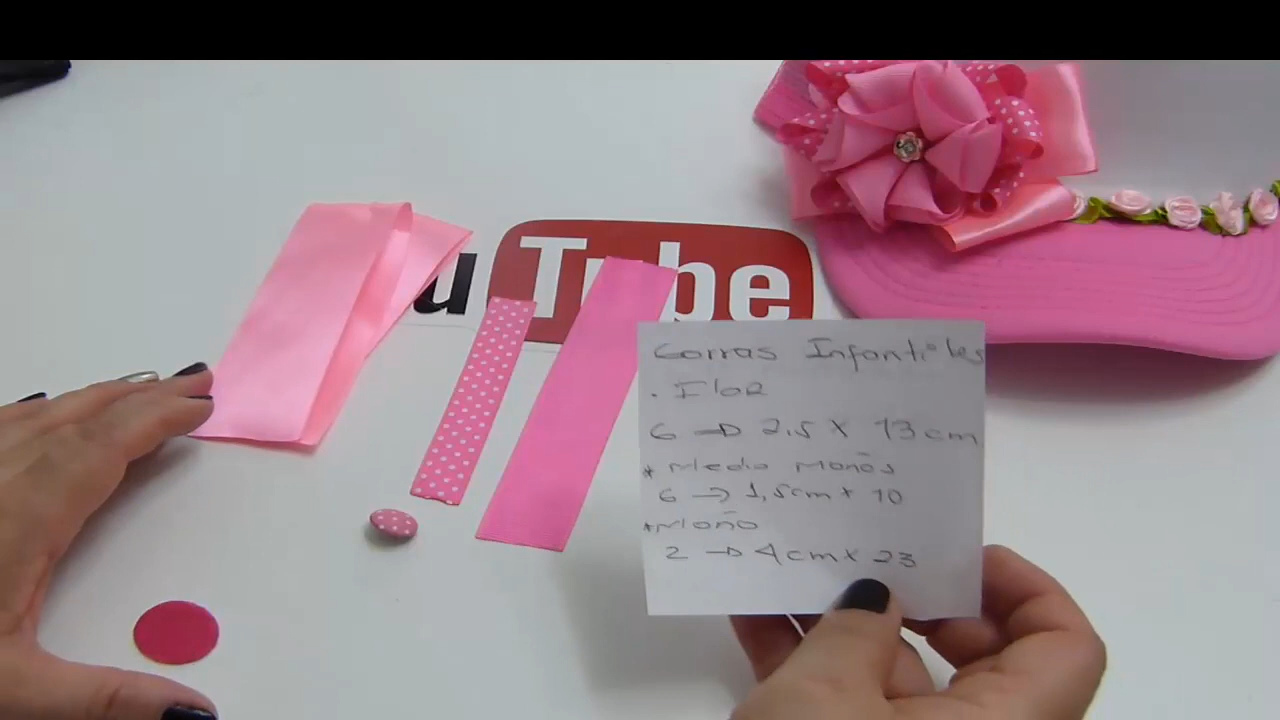 uTube
Gorras Infantiles
. Flor
6 → 2,5 x 13 cm
* Medio Moños
6 → 1,5cm x 10
* Moño
2 → 4cm x 23